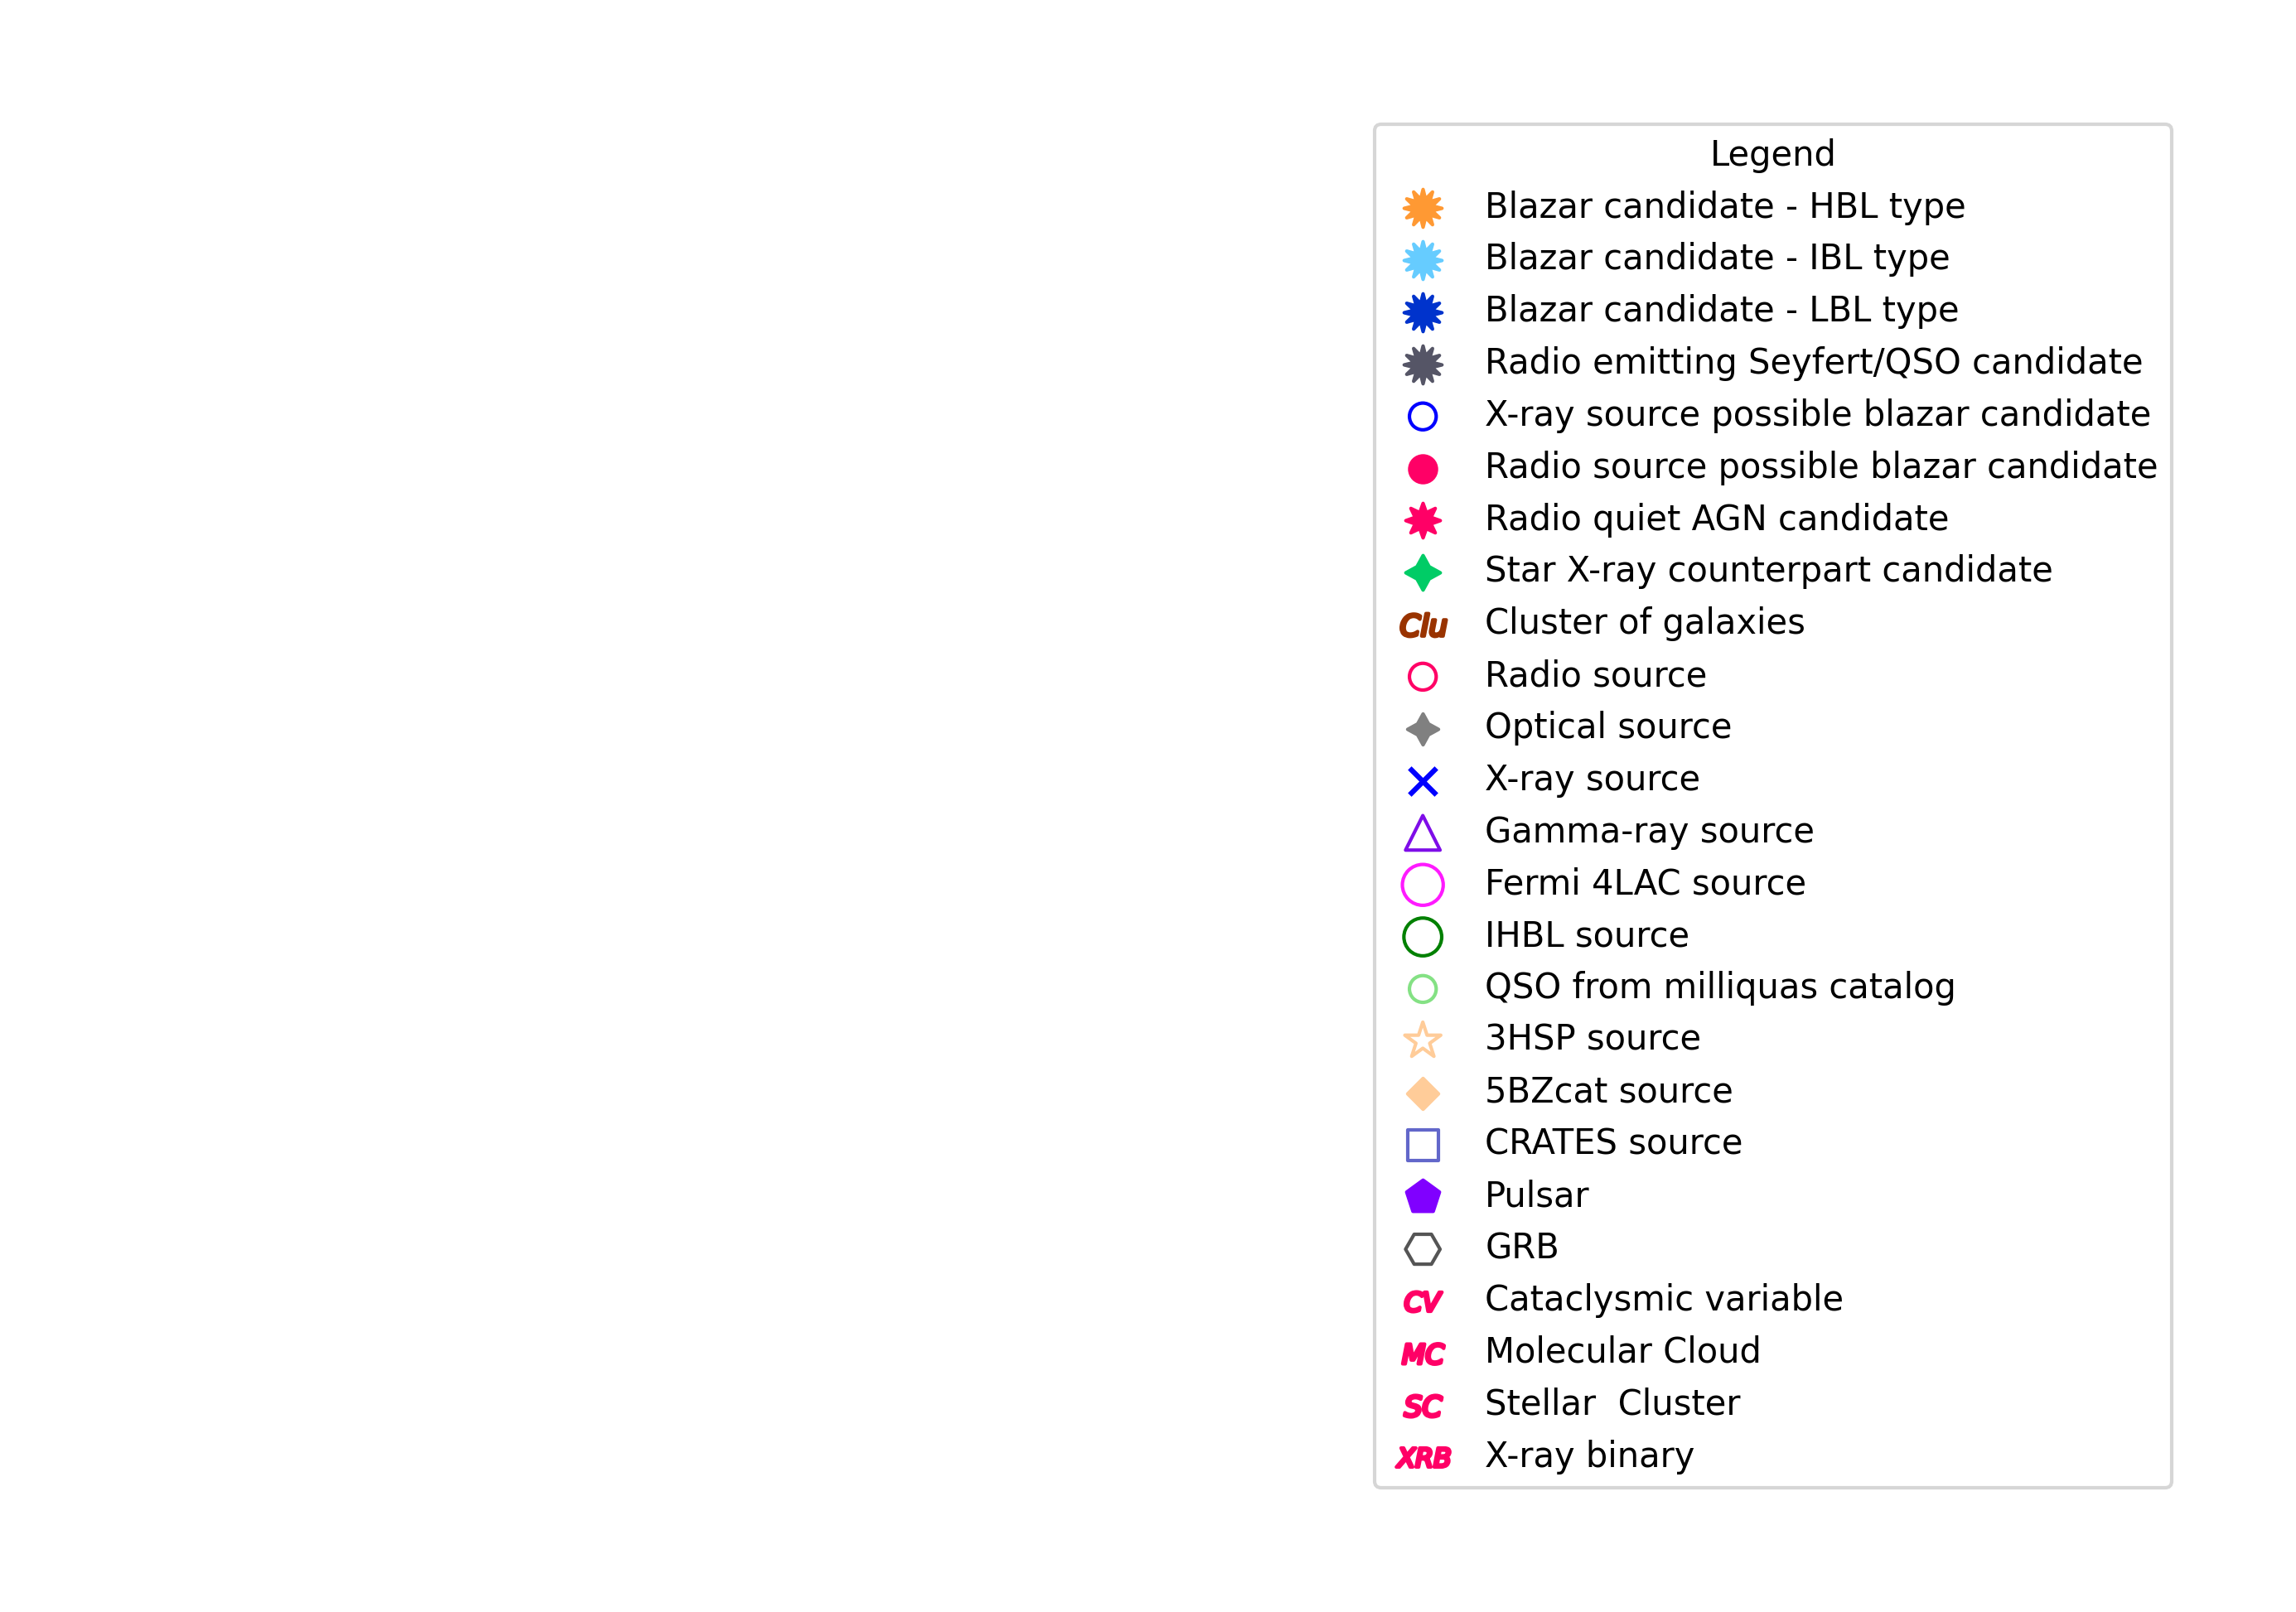 Legend
Blazar candidate - HBL type
Blazar candidate - IBL type
Blazar candidate - LBL type
Radio emitting Seyfert/QSO candidate
X-ray source possible blazar candidate
Radio source possible blazar candidate
Radio quiet AGN candidate
Star X-ray counterpart candidate
Clu Cluster of galaxies
Radio source
Optical source
X-ray source
Gamma-ray source
Fermi 4LAC source
IHBL source
QSO from milliquas catalog
3HSP source
5BZcat source
CRATES source
Pulsar
GRB
CV Cataclysmic variable
MC Molecular Cloud
SC Stellar  Cluster
XRB X-ray binary